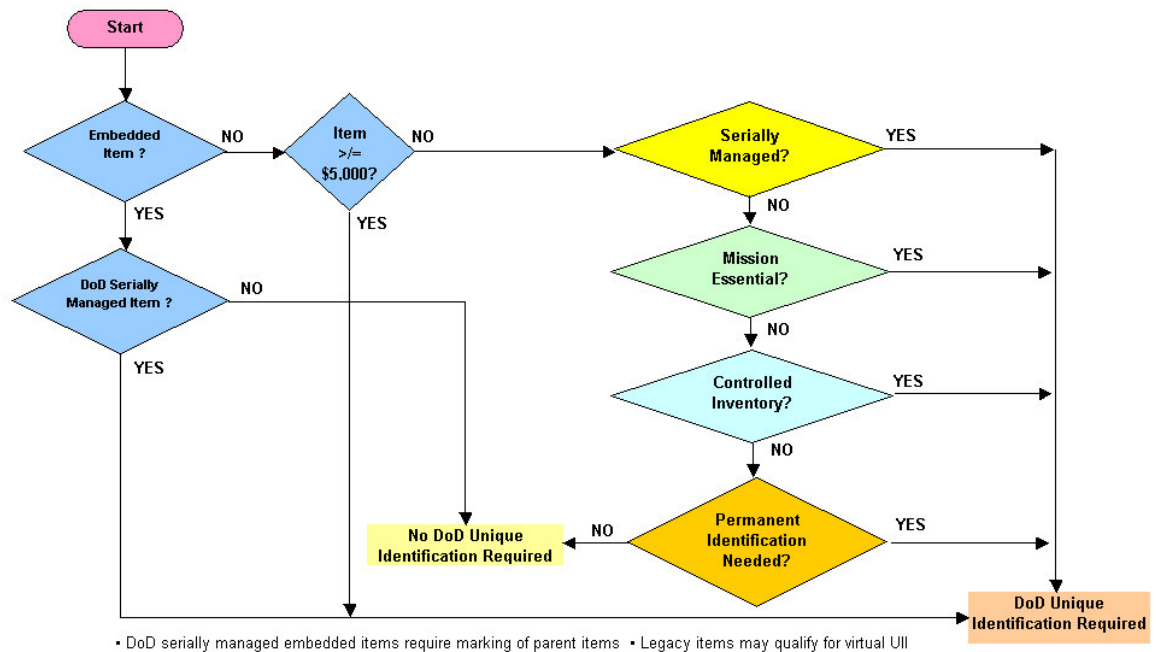 Start
Embedded
Item ?
NO
Item
>/=
$5,000?
NO
Serially
Managed?
YES
YES
YES
NO
DoD Serially
Managed Item ?
NO
Mission
Essential?
YES
NO
YES
Controlled
Inventory?
YES
NO
Permanent
Identification
Needed?
YES
NO
No DoD Unique
Identification Required
DoD Unique
Identification Required
▪ DoD serially managed embedded items require marking of parent items ▪ Legacy items may qualify for virtual UII